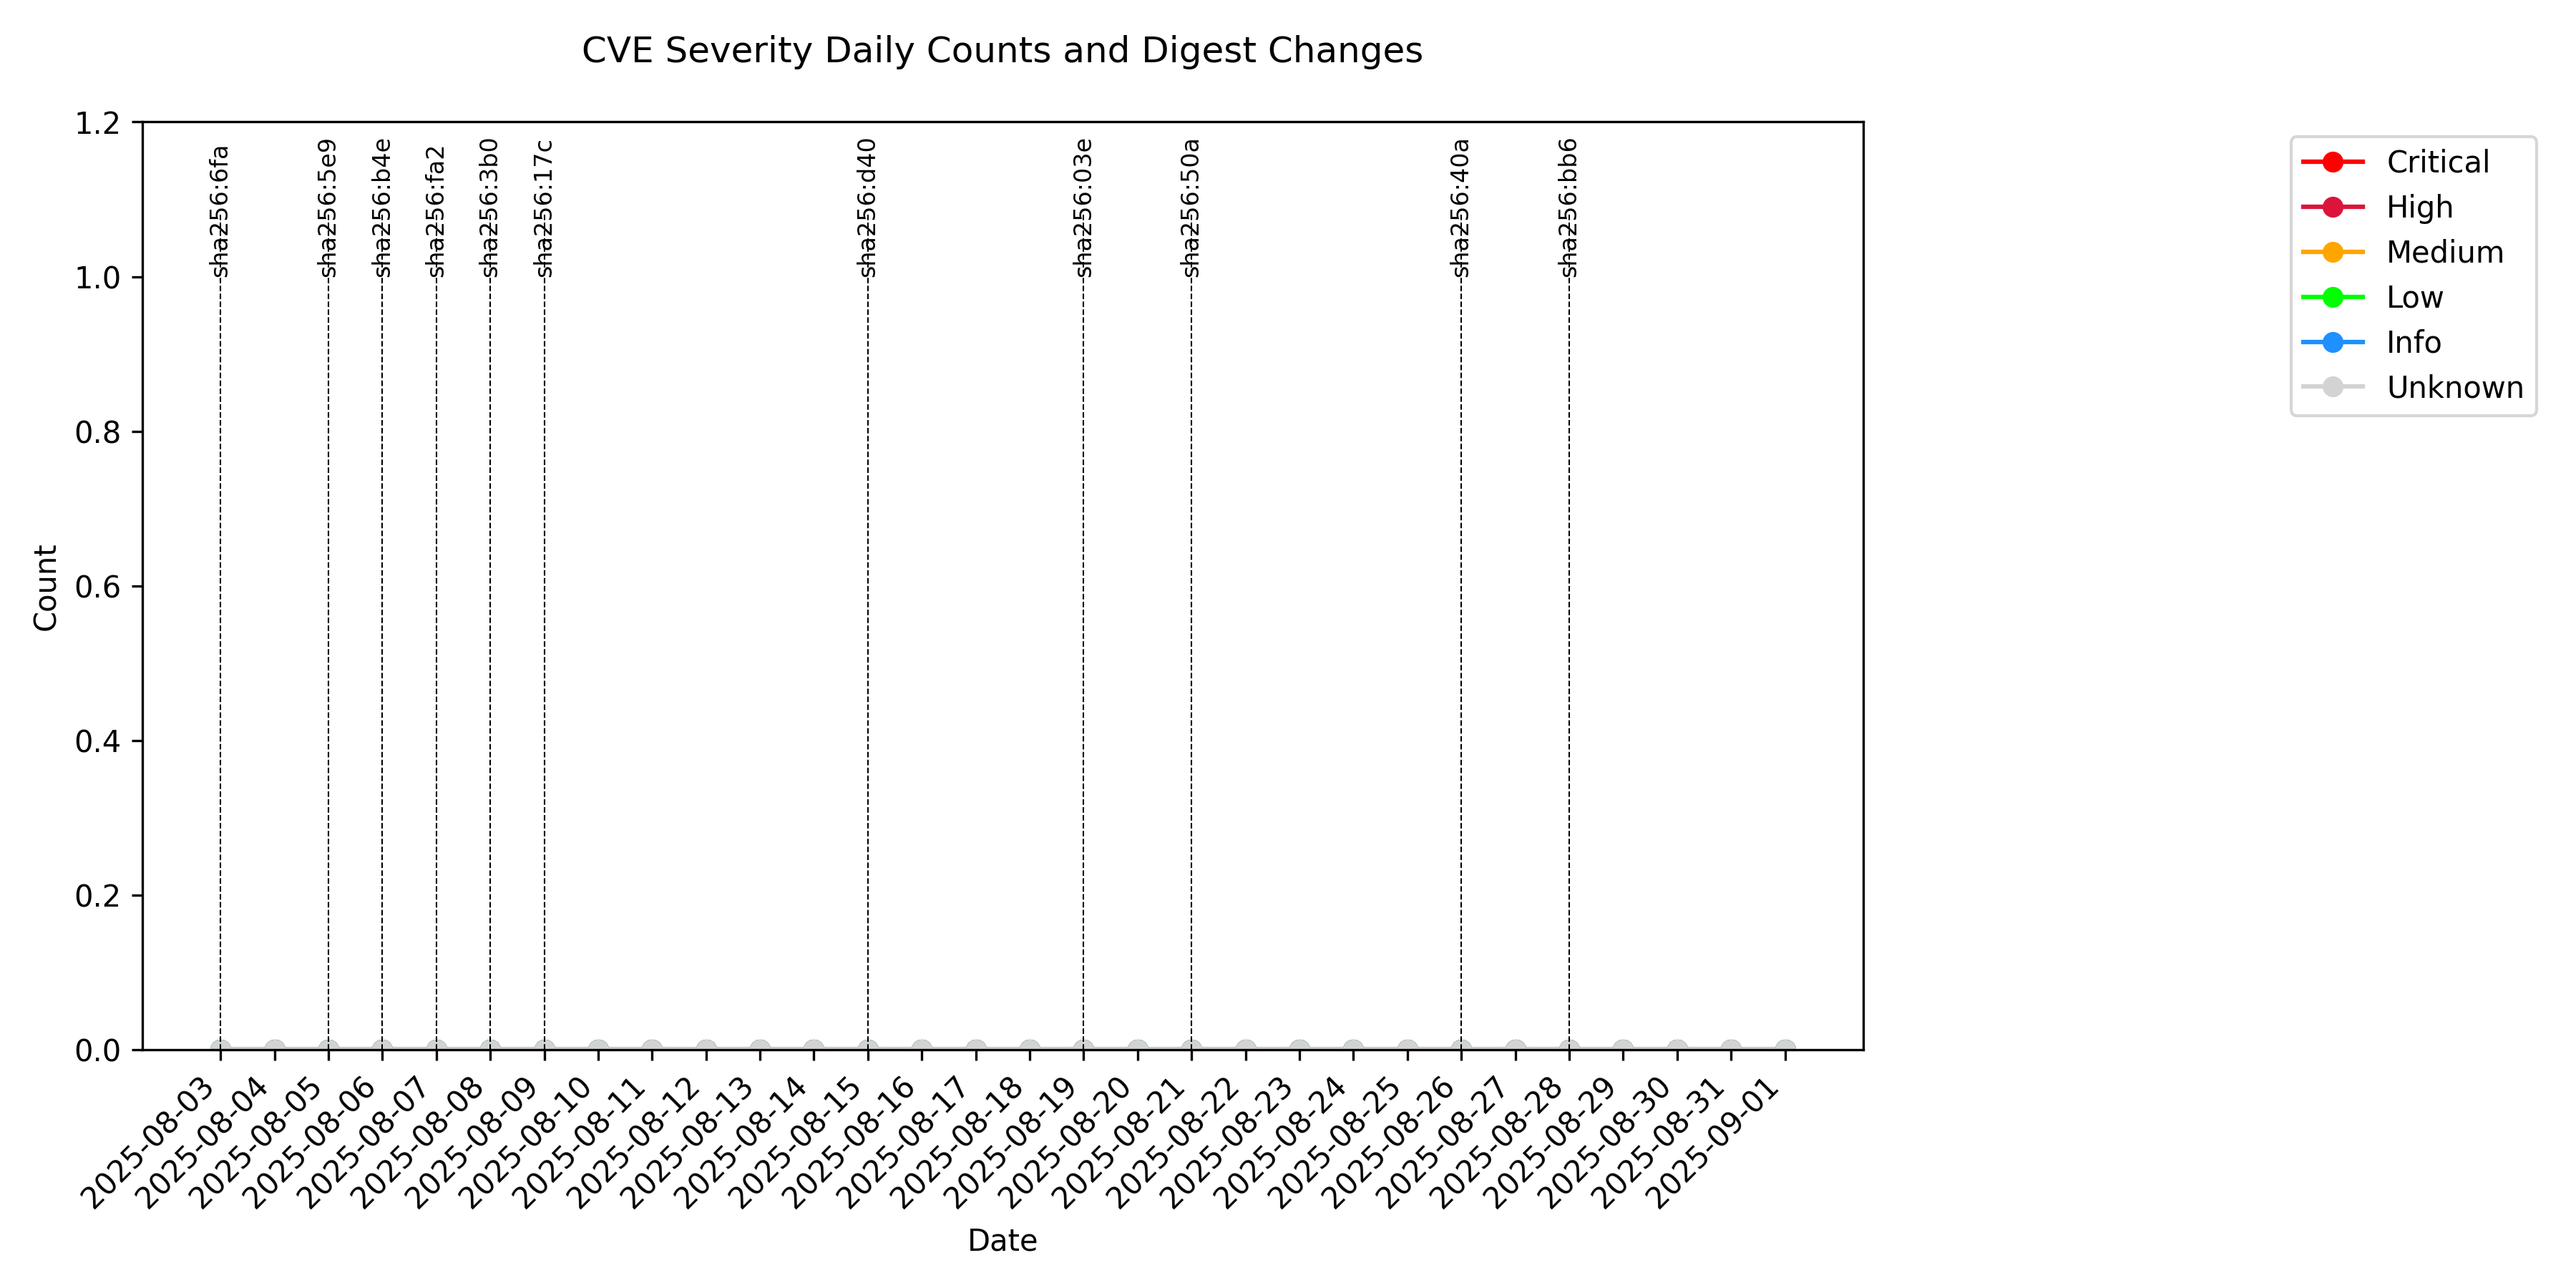 CVE Severity Daily Counts and Digest Changes
1.2
1.0
0.8
0.6
0.4
0.2
0.0
Count
sha256:6fa
sha256:5e9
sha256:b4e
sha256:fa2
sha256:3b0
sha256:17c
sha256:d40
sha256:03e
sha256:50a
sha256:40a
sha256:bb6
Critical
High
Medium
Low
Info
Unknown
2025-08-03
2025-08-04
2025-08-05
2025-08-06
2025-08-07
2025-08-08
2025-08-09
2025-08-10
2025-08-11
2025-08-12
2025-08-13
2025-08-14
2025-08-15
2025-08-16
2025-08-17
2025-08-18
2025-08-19
2025-08-20
2025-08-21
2025-08-22
2025-08-23
2025-08-24
2025-08-25
2025-08-26
2025-08-27
2025-08-28
2025-08-29
2025-08-30
2025-08-31
2025-09-01
Date